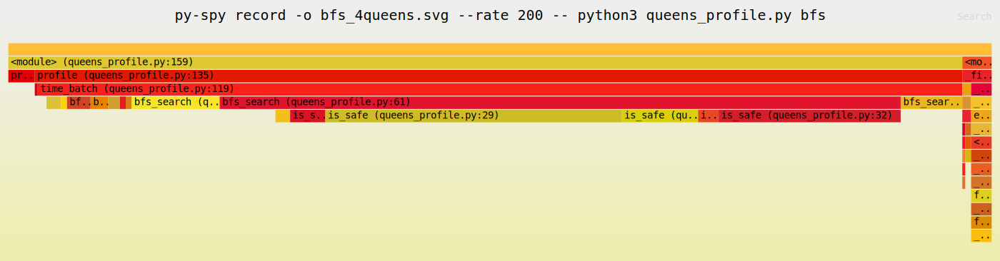 py-spy record -o bfs_4queens.svg --rate 200 -- python3 queens_profile.py bfs
Search
<module> (queens_profile.py:159)
<mo..
pr..
profile (queens_profile.py:135)
_fi..
time_batch (queens_profile.py:119)
_..
bf..
b..
bfs_search (q..
bfs_search (queens_profile.py:61)
bfs_sear..
_..
is_s..
is_safe (queens_profile.py:29)
is_safe (qu..
i..
is_safe (queens_profile.py:32)
e..
_..
<..
_..
_..
_..
f..
_..
f..
_..